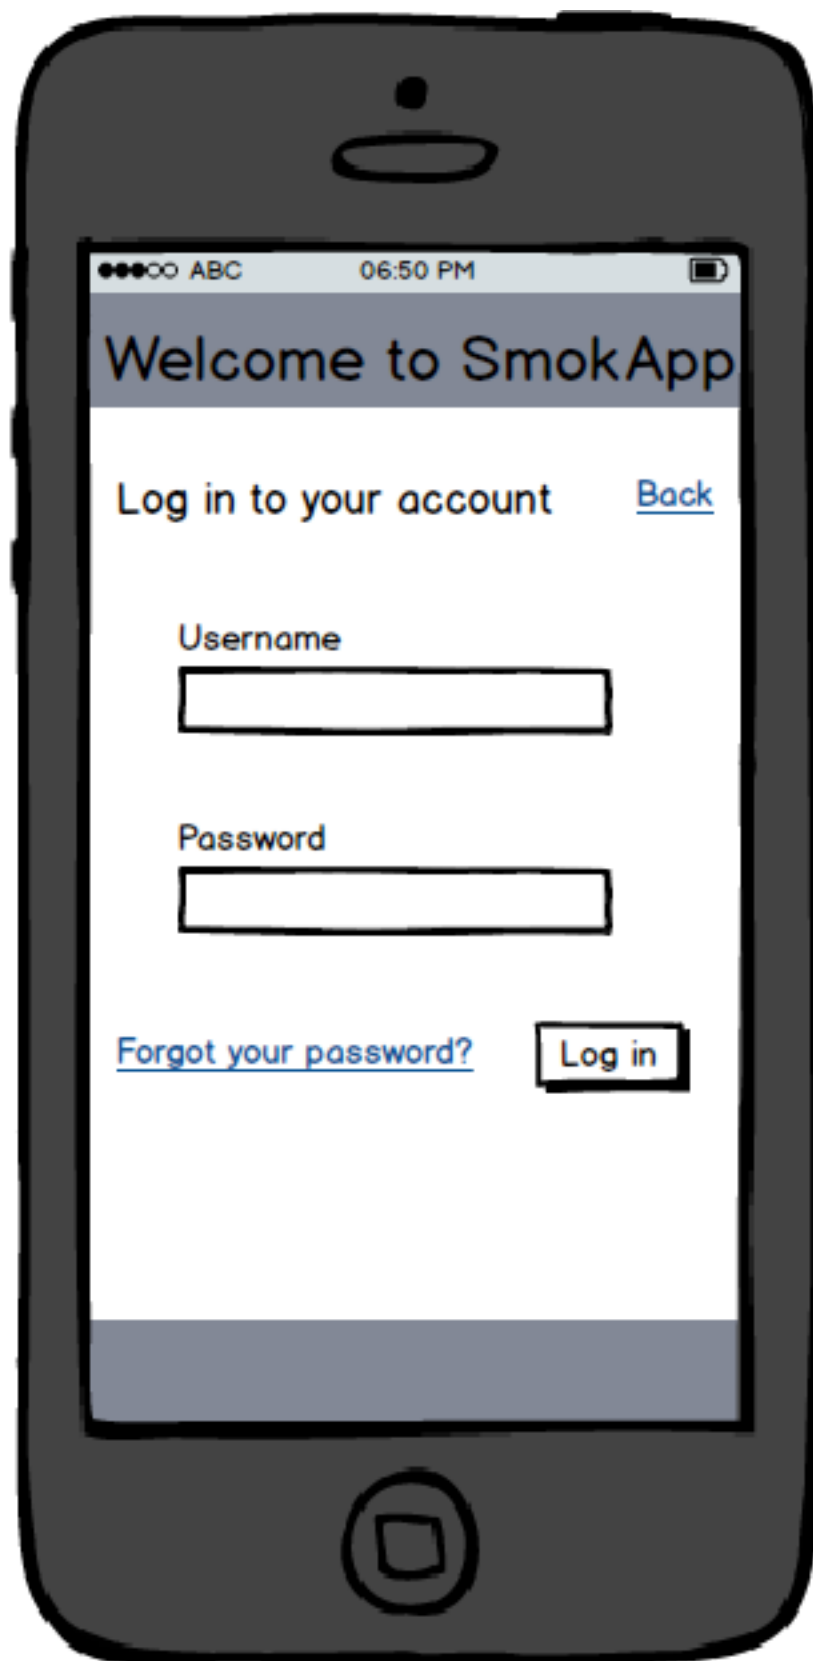 ABC 06:50 PM
Welcome to SmokApp
Log in to your account Back
Username
Password
Forgot your password? Log in